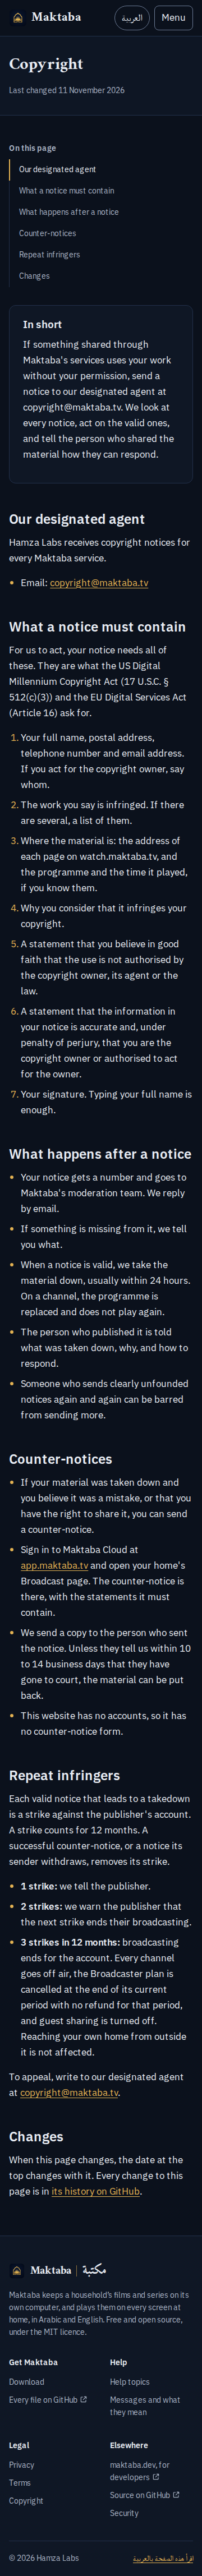 Maktaba
العربية
Menu
Copyright
Last changed 11 November 2026
On this page
Our designated agent
What a notice must contain
What happens after a notice
Counter-notices
Repeat infringers
Changes
In short
If something shared through
Maktaba's services uses your work
without your permission, send a
notice to our designated agent at
copyright@maktaba.tv. We look at
every notice, act on the valid ones,
and tell the person who shared the
material how they can respond.
Our designated agent
Hamza Labs receives copyright notices for
every Maktaba service.
• Email: copyright@maktaba.tv
What a notice must contain
For us to act, your notice needs all of
these. They are what the US Digital
Millennium Copyright Act (17 U.S.C. §
512(c)(3)) and the EU Digital Services Act
(Article 16) ask for.
1. Your full name, postal address,
telephone number and email address.
If you act for the copyright owner, say
whom.
2. The work you say is infringed. If there
are several, a list of them.
3. Where the material is: the address of
each page on watch.maktaba.tv, and
the programme and the time it played,
if you know them.
4. Why you consider that it infringes your
copyright.
5. A statement that you believe in good
faith that the use is not authorised by
the copyright owner, its agent or the
law.
6. A statement that the information in
your notice is accurate and, under
penalty of perjury, that you are the
copyright owner or authorised to act
for the owner.
7. Your signature. Typing your full name is
enough.
What happens after a notice
• Your notice gets a number and goes to
Maktaba's moderation team. We reply
by email.
• If something is missing from it, we tell
you what.
• When a notice is valid, we take the
material down, usually within 24 hours.
On a channel, the programme is
replaced and does not play again.
• The person who published it is told
what was taken down, why, and how to
respond.
• Someone who sends clearly unfounded
notices again and again can be barred
from sending more.
Counter-notices
• If your material was taken down and
you believe it was a mistake, or that you
have the right to share it, you can send
a counter-notice.
• Sign in to Maktaba Cloud at
app.maktaba.tv and open your home's
Broadcast page. The counter-notice is
there, with the statements it must
contain.
• We send a copy to the person who sent
the notice. Unless they tell us within 10
to 14 business days that they have
gone to court, the material can be put
back.
• This website has no accounts, so it has
no counter-notice form.
Repeat infringers
Each valid notice that leads to a takedown
is a strike against the publisher's account.
A strike counts for 12 months. A
successful counter-notice, or a notice its
sender withdraws, removes its strike.
• 1 strike: we tell the publisher.
• 2 strikes: we warn the publisher that
the next strike ends their broadcasting.
• 3 strikes in 12 months: broadcasting
ends for the account. Every channel
goes off air, the Broadcaster plan is
cancelled at the end of its current
period with no refund for that period,
and guest sharing is turned off.
Reaching your own home from outside
it is not affected.
To appeal, write to our designated agent
at copyright@maktaba.tv.
Changes
When this page changes, the date at the
top changes with it. Every change to this
page is in its history on GitHub.
Maktaba | مكتبة
Maktaba keeps a household's films and series on its
own computer, and plays them on every screen at
home, in Arabic and English. Free and open source,
under the MIT licence.
Get Maktaba
Download
Every file on GitHub
Help
Help topics
Messages and what
they mean
Legal
Privacy
Terms
Copyright
Elsewhere
maktaba.dev, for
developers
Source on GitHub
Security
© 2026 Hamza Labs
اقرأ هذه الصفحة بالعربية